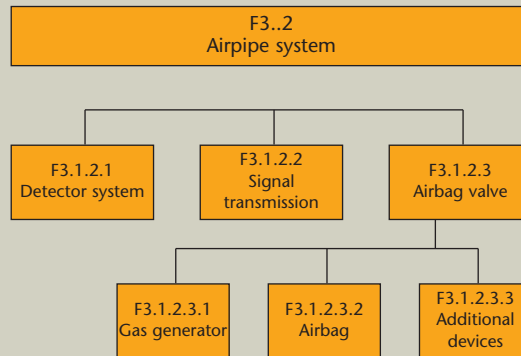 F3..2
Airpipe system
F3.1.2.1
Detector system
F3.1.2.2
Signal
transmission
F3.1.2.3
Airbag valve
F3.1.2.3.1
Gas generator
F3.1.2.3.2
Airbag
F3.1.2.3.3
Additional
devices